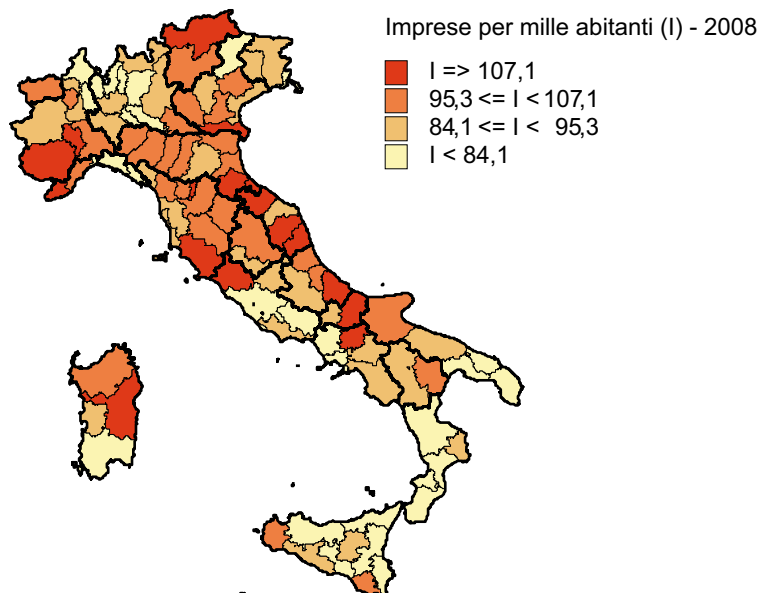 Imprese per mille abitanti (I) - 2008
I => 107,1
95,3 <= I < 107,1
84,1 <= I < 95,3
I < 84,1